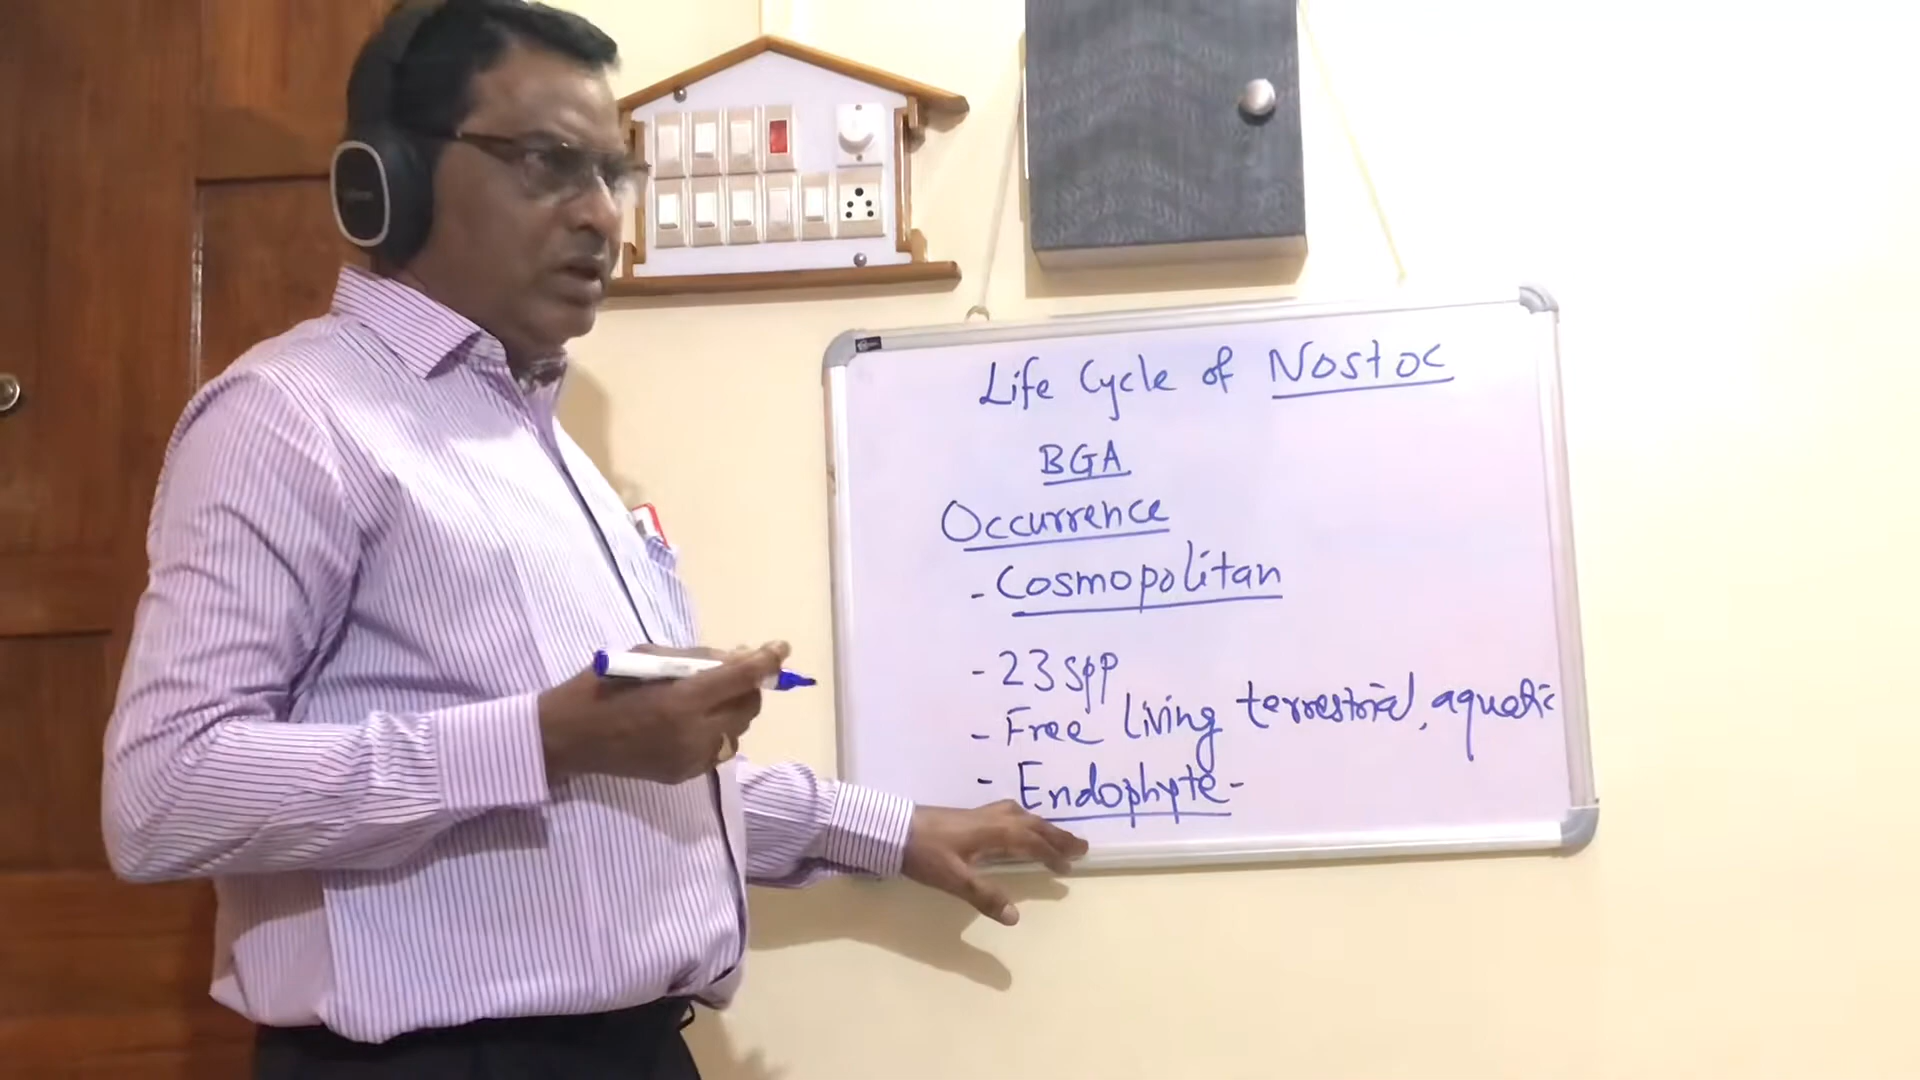 Life Cycle of Nostoc
BGA
Occurrence
- Cosmopolitan
- 23 spp
- Free living terrestrial, aquatic
- Endophyte -